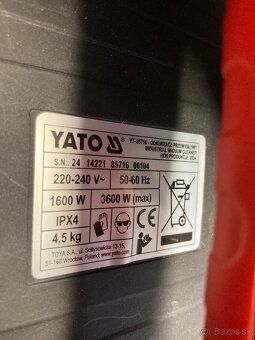 YATO
YT-85716 - ODKURZACZ PRZEMYSŁOWY
INDUSTRIAL VACUUM CLEANER
ROK PRODUKCJI: 2024
S.N.: 24 14221 85716 00104
220-240 V~ 50-60 Hz
1600 W 3600 W (max)
IPX4
4,5 kg
TOYA S.A., ul. Sołtysowicka 13-15,
51-168 Wrocław, Poland; www.yato.com
bazos.sk